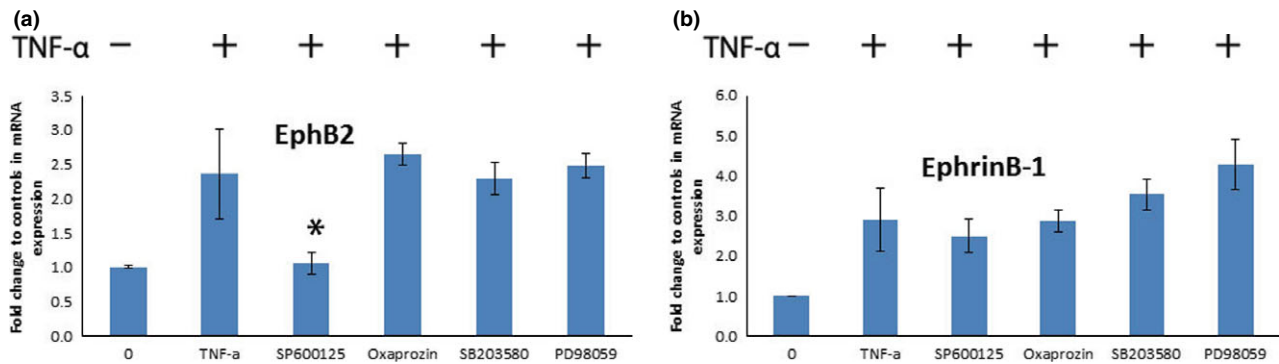 (a)
TNF-α − + + + + +
Fold change to controls in mRNA
expression
3.5
3.0
2.5
2.0
1.5
1.0
0.5
0.0
EphB2
*
0 TNF-a SP600125 Oxaprozin SB203580 PD98059
(b)
TNF-α − + + + + +
Fold change to controls in mRNA
expression
6.0
5.0
4.0
3.0
2.0
1.0
0.0
EphrinB-1
0 TNF-a SP600125 Oxaprozin SB203580 PD98059